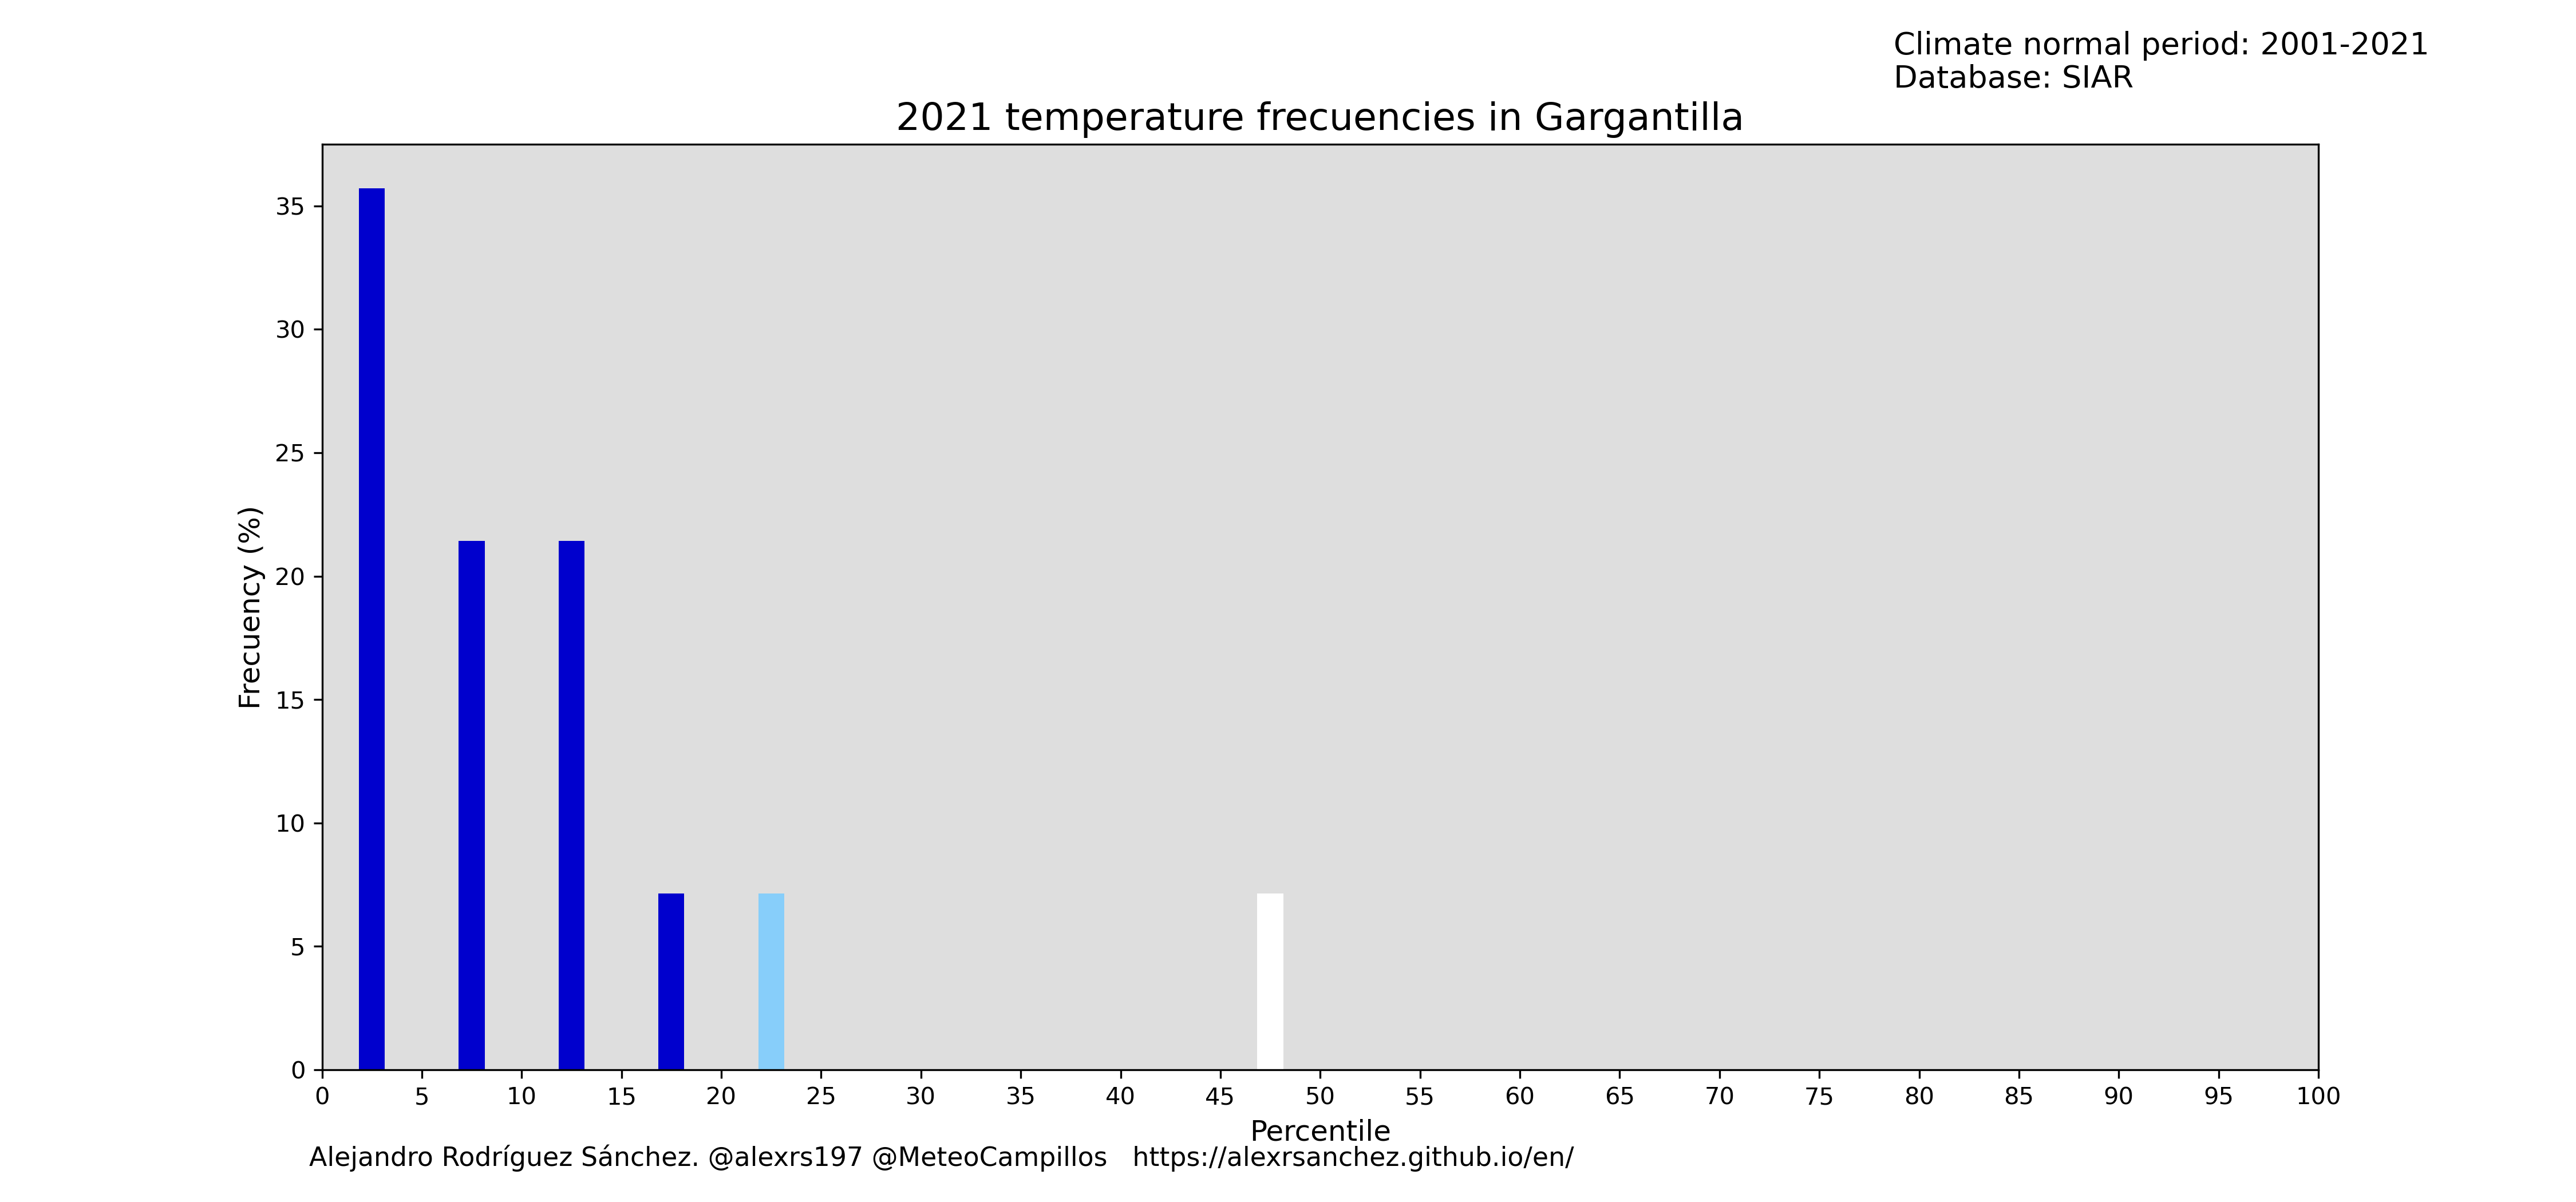 Climate normal period: 2001-2021
Database: SIAR
2021 temperature frecuencies in Gargantilla
35
30
25
20
15
10
5
0
Frecuency (%)
0 5 10 15 20 25 30 35 40 45 50 55 60 65 70 75 80 85 90 95 100
Percentile
Alejandro Rodríguez Sánchez. @alexrs197 @MeteoCampillos https://alexrsanchez.github.io/en/